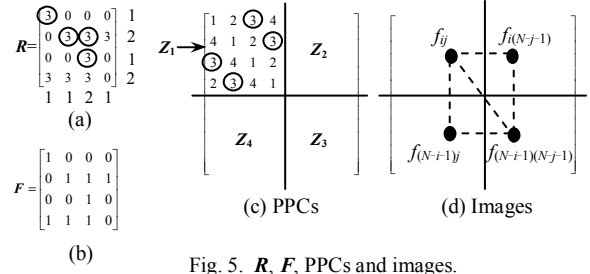 R=
3 0 0 0 1
0 3 3 3 2
0 0 3 0 1
3 3 3 0 2
1 1 2 1
(a)
F=
1 0 0 0
0 1 1 1
0 0 1 0
1 1 1 0
(b)
Z1
1 2 3 4
4 1 2 3
3 4 1 2
2 3 4 1
Z2
Z4 Z3
(c) PPCs
fij fi(N-j-1)
f(N-i-1)j f(N-i-1)(N-j-1)
(d) Images
Fig. 5. R, F, PPCs and images.